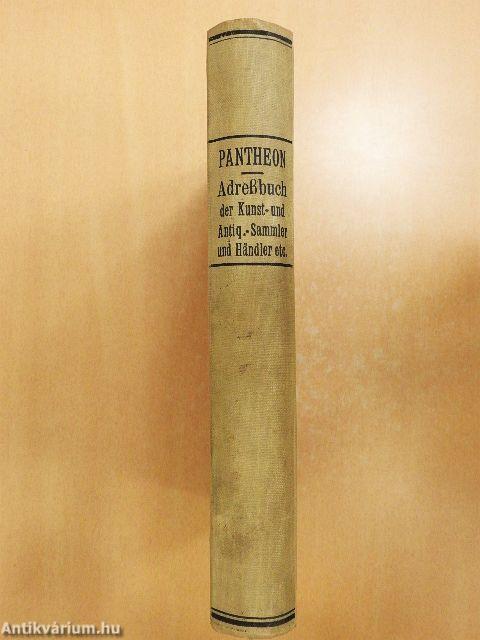 PANTHEON
Adreßbuch
der Kunst- und
Antiq.-Sammler
und Händler etc.
Antikvárium.hu